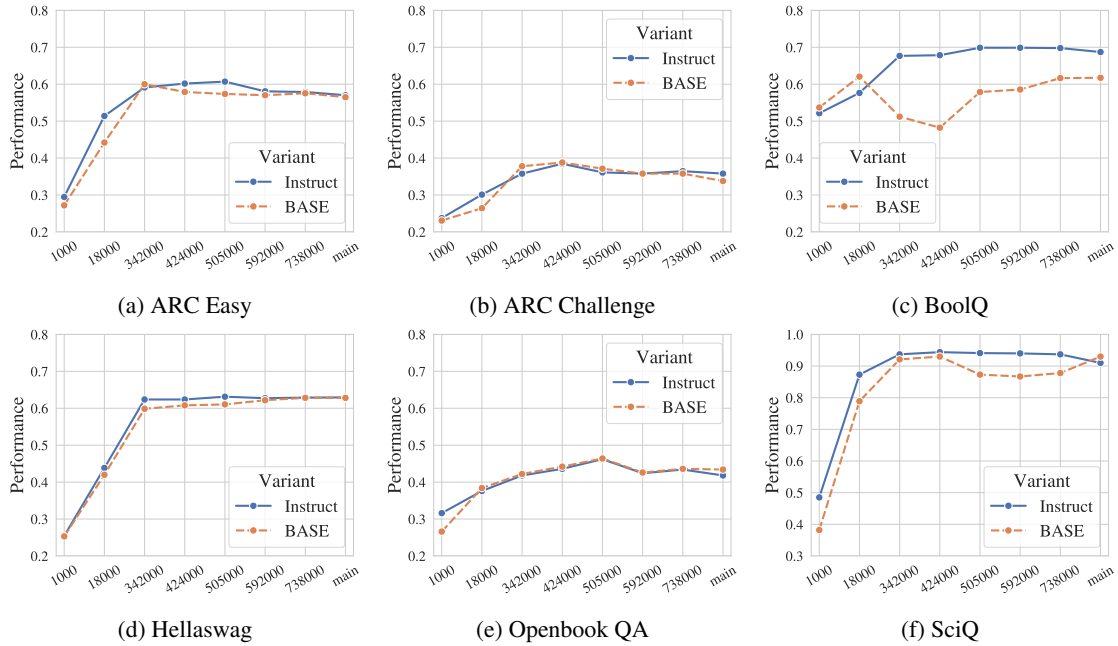 0.8
0.7
0.6
0.5
0.4
0.3
0.2
Performance
Variant
Instruct
BASE
1000
18000
342000
424000
505000
592000
738000
main
(a) ARC Easy
0.8
0.7
0.6
0.5
0.4
0.3
0.2
Performance
Variant
Instruct
BASE
1000
18000
342000
424000
505000
592000
738000
main
(b) ARC Challenge
0.8
0.7
0.6
0.5
0.4
0.3
0.2
Performance
Variant
Instruct
BASE
1000
18000
342000
424000
505000
592000
738000
main
(c) BoolQ
0.8
0.7
0.6
0.5
0.4
0.3
0.2
Performance
Variant
Instruct
BASE
1000
18000
342000
424000
505000
592000
738000
main
(d) Hellaswag
0.8
0.7
0.6
0.5
0.4
0.3
0.2
Performance
Variant
Instruct
BASE
1000
18000
342000
424000
505000
592000
738000
main
(e) Openbook QA
1.0
0.9
0.8
0.7
0.6
0.5
0.4
0.3
Performance
Variant
Instruct
BASE
1000
18000
342000
424000
505000
592000
738000
main
(f) SciQ